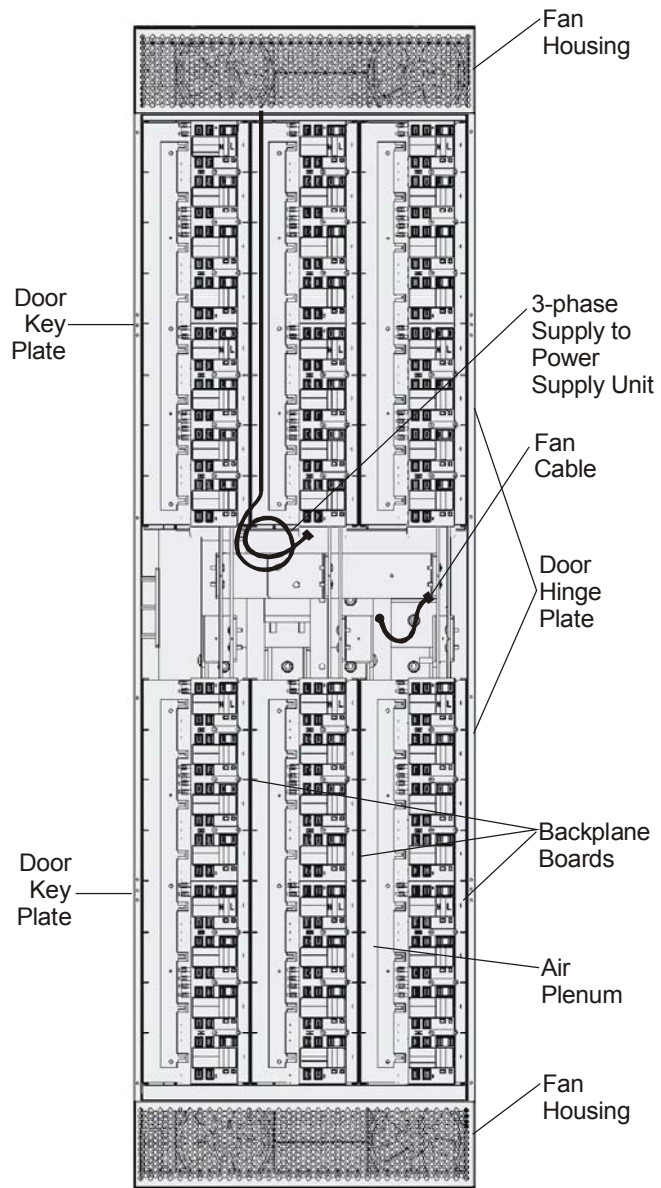 Fan
Housing
Door
Key
Plate
3-phase
Supply to
Power
Supply Unit
Fan
Cable
Door
Hinge
Plate
Door
Key
Plate
Backplane
Boards
Air
Plenum
Fan
Housing